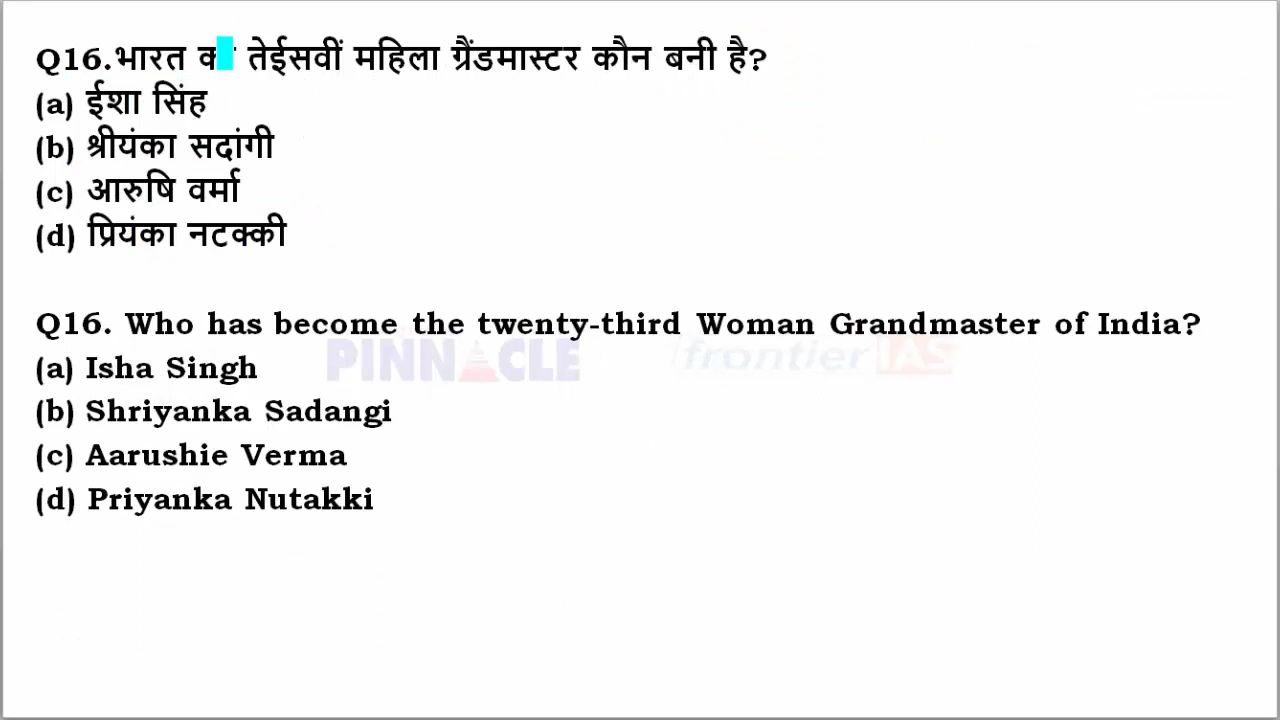 Q16.भारत की तेईसवीं महिला ग्रैंडमास्टर कौन बनी है?
(a) ईशा सिंह
(b) श्रीयंका सदांगी
(c) आरुषि वर्मा
(d) प्रियंका नटक्की
Q16. Who has become the twenty-third Woman Grandmaster of India?
PINNACLE frontier IAS
(a) Isha Singh
(b) Shriyanka Sadangi
(c) Aarushie Verma
(d) Priyanka Nutakki